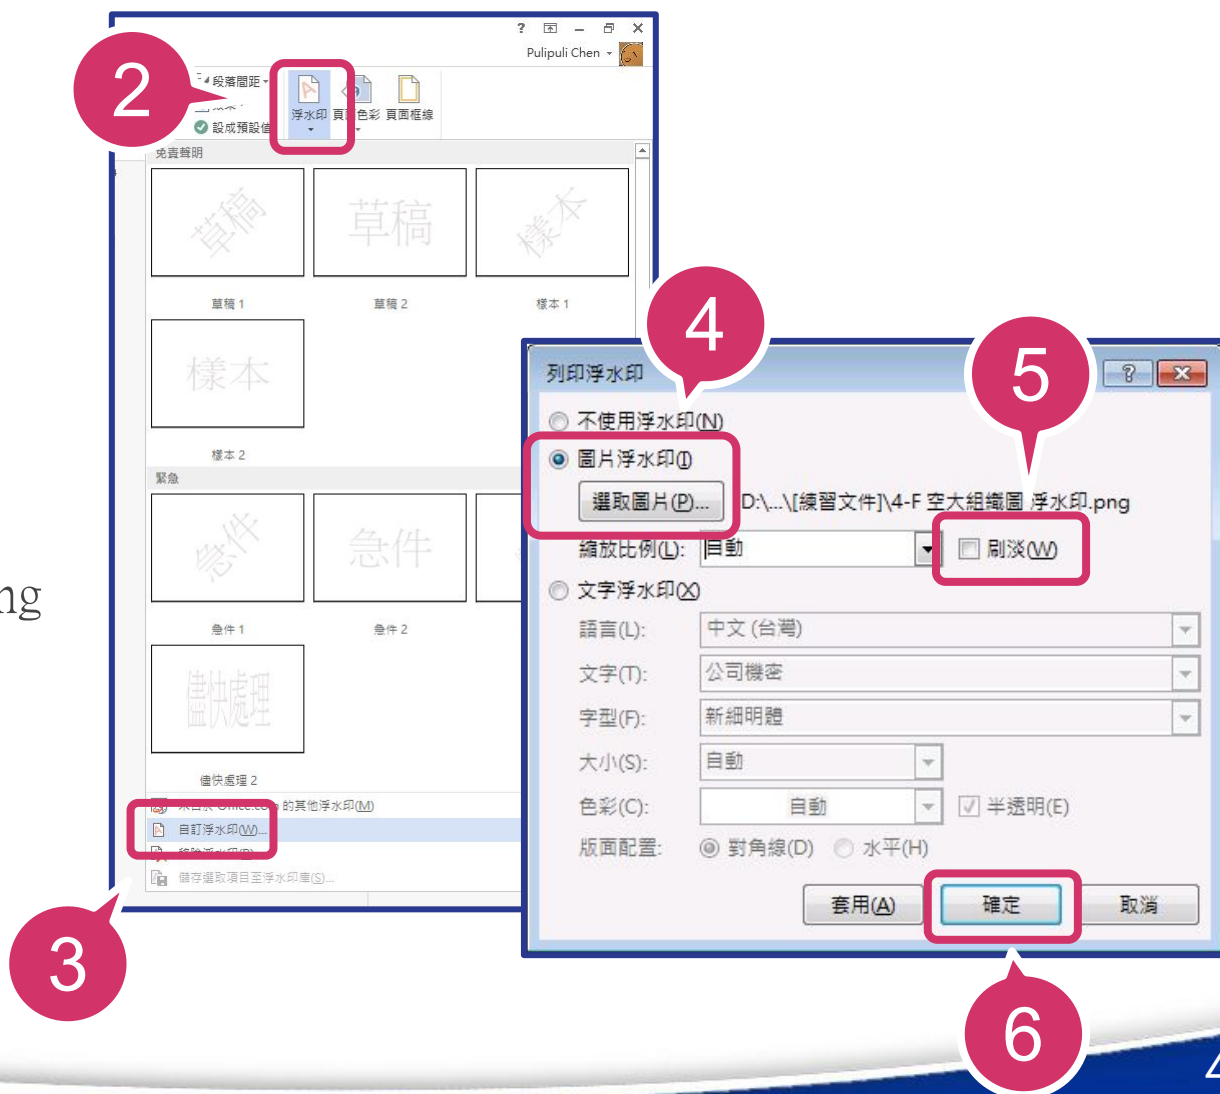 ?
Pulipuli Chen
2
段落間距
設成預設值
浮水印
頁面色彩
頁面框線
免責聲明
草稿
草稿
樣本
草稿 1
草稿 2
樣本 1
樣本
樣本 2
緊急
急件
急件
急件 1
急件 2
儘快處理
儘快處理 2
的其他浮水印(M)
自訂浮水印(W)...
儲存選取項目至浮水印庫(S)...
3
ng
4
5
列印浮水印
?
不使用浮水印(N)
圖片浮水印(I)
選取圖片(P)...
D:\...\[練習文件]\4-F 空大組織圖 浮水印.png
縮放比例(L):
自動
刷淡(W)
文字浮水印(X)
語言(L):
中文 (台灣)
文字(T):
公司機密
字型(F):
新細明體
大小(S):
自動
色彩(C):
自動
半透明(E)
版面配置:
對角線(D)
水平(H)
套用(A)
確定
取消
6